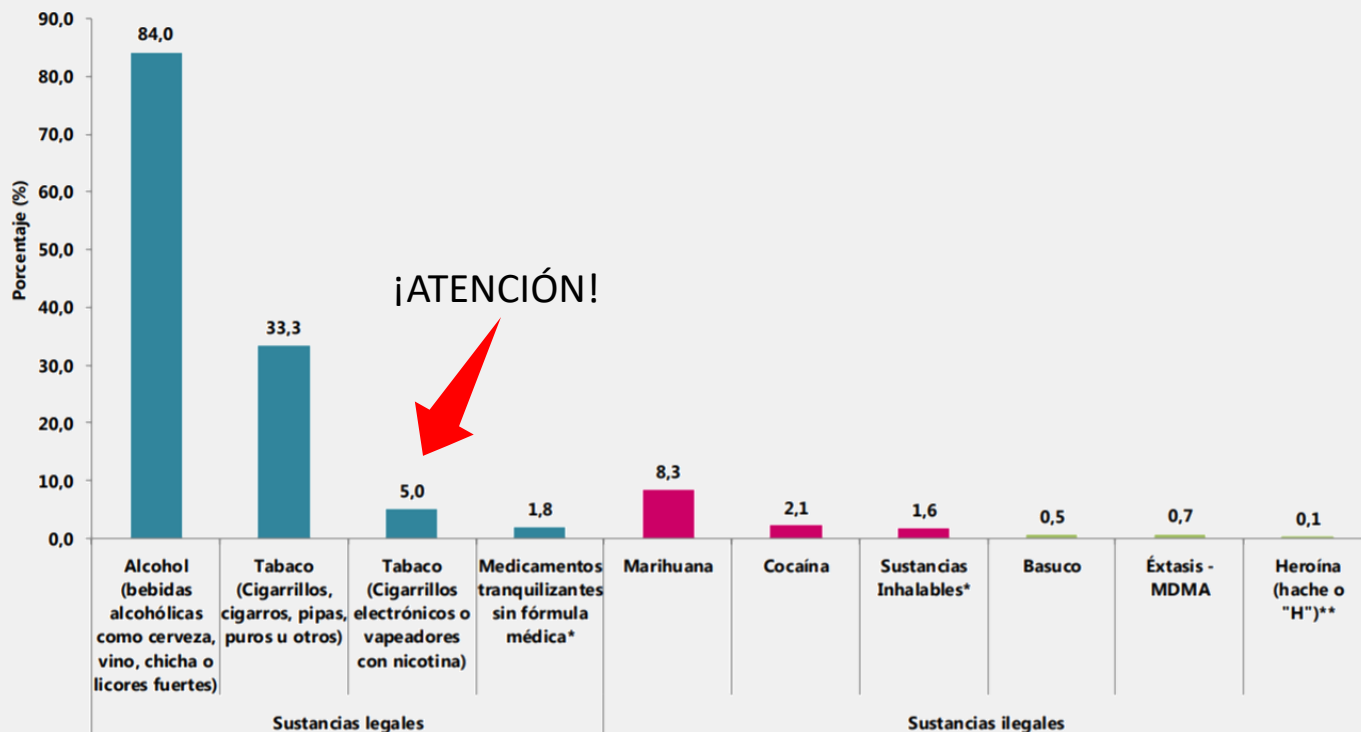 90,0
80,0
70,0
60,0
50,0
40,0
30,0
20,0
10,0
0,0
Porcentaje (%)
84,0
33,3
5,0
1,8
8,3
2,1
1,6
0,5
0,7
0,1
¡ATENCIÓN!
Alcohol
(bebidas
alcohólicas
como cerveza,
vino, chicha o
licores fuertes)
Tabaco
(Cigarrillos,
cigarros, pipas,
puros u otros)
Tabaco
(Cigarrillos
electrónicos o
vapeadores
con nicotina)
Medicamentos
tranquilizantes
sin fórmula
médica*
Marihuana
Cocaína
Sustancias
Inhalables*
Basuco
Éxtasis -
MDMA
Heroína
(hache o
"H")**
Sustancias legales
Sustancias ilegales